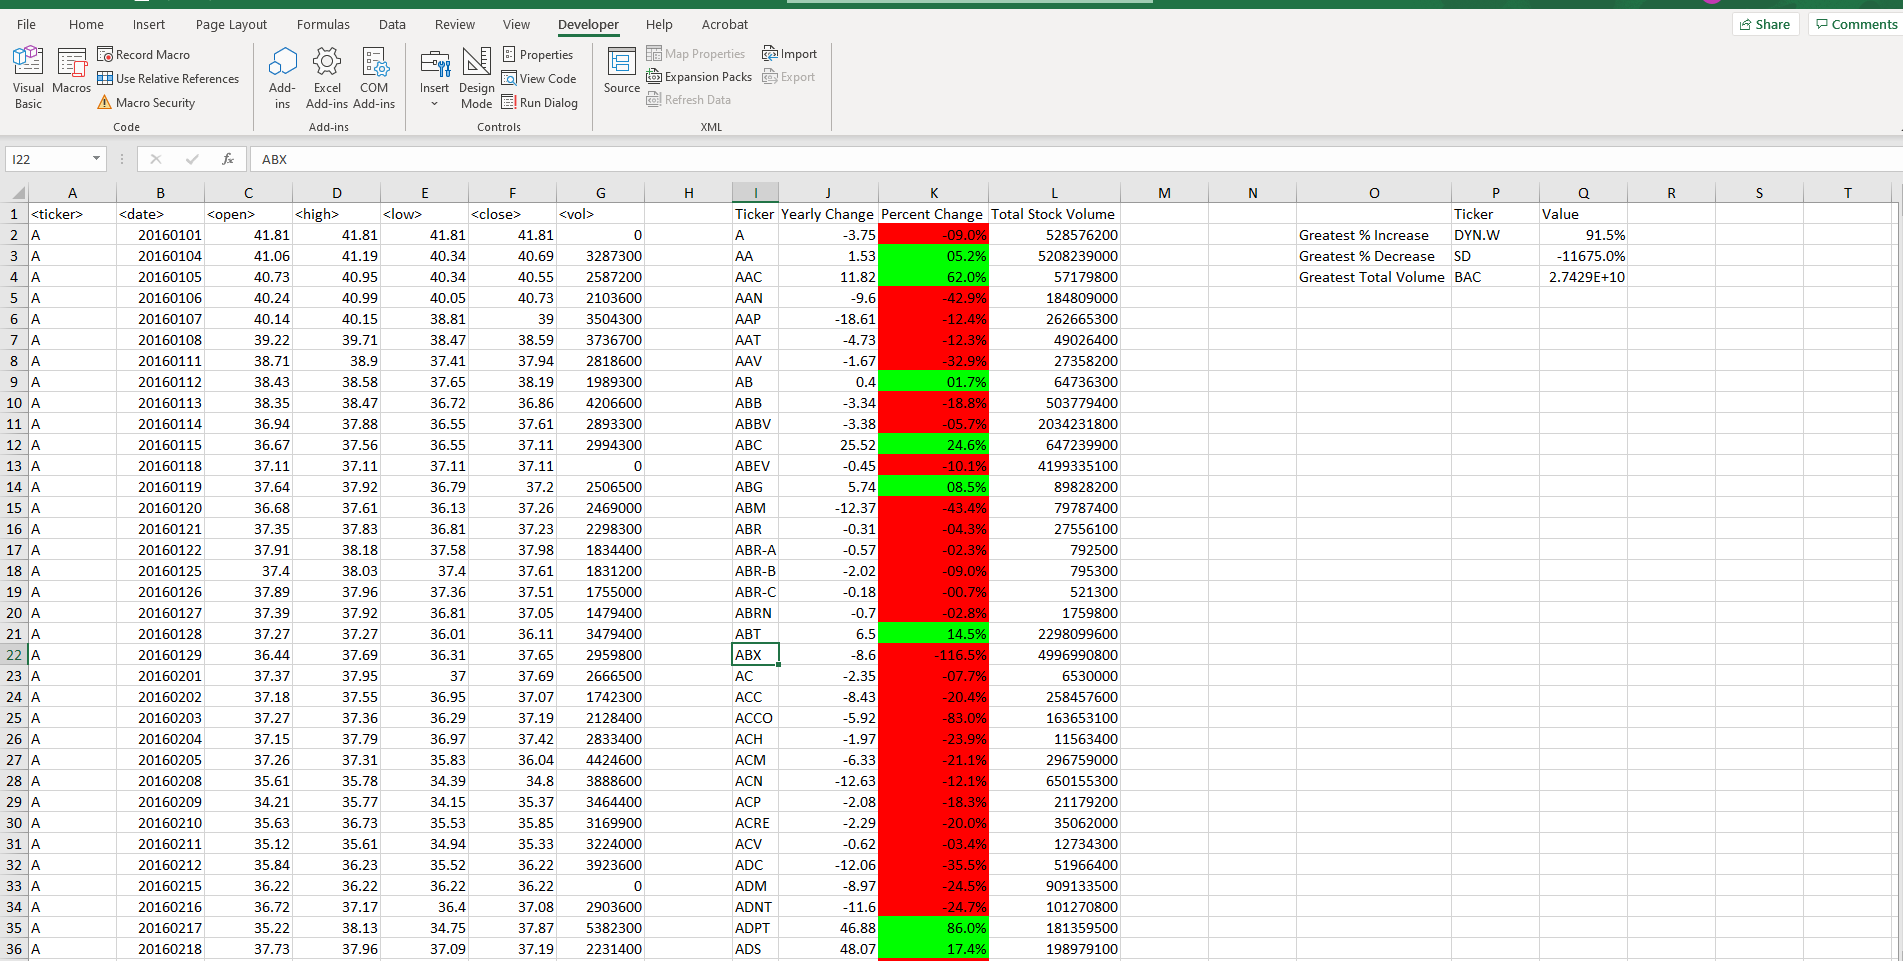 File Home Insert Page Layout Formulas Data Review View Developer Help Acrobat Share Comments
Visual Basic Macros Record Macro Use Relative References Macro Security Code
Add-ins Excel Add-ins COM Add-ins Add-ins
Insert Design Mode Properties View Code Run Dialog Controls
Source Map Properties Expansion Packs Refresh Data Import Export XML
I22 fx ABX
A B C D E F G H I J K L M N O P Q R S T
1 <ticker> <date> <open> <high> <low> <close> <vol> Ticker Yearly Change Percent Change Total Stock Volume Ticker Value
2 A 20160101 41.81 41.81 41.81 41.81 0 A -3.75 -09.0% 528576200 Greatest % Increase DYN.W 91.5%
3 A 20160104 41.06 41.19 40.34 40.69 3287300 AA 1.53 05.2% 5208239000 Greatest % Decrease SD -11675.0%
4 A 20160105 40.73 40.95 40.34 40.55 2587200 AAC 11.82 62.0% 57179800 Greatest Total Volume BAC 2.7429E+10
5 A 20160106 40.24 40.99 40.05 40.73 2103600 AAN -9.6 -42.9% 184809000
6 A 20160107 40.14 40.15 38.81 39 3504300 AAP -18.61 -12.4% 262665300
7 A 20160108 39.22 39.71 38.47 38.59 3736700 AAT -4.73 -12.3% 49026400
8 A 20160111 38.71 38.9 37.41 37.94 2818600 AAV -1.67 -32.9% 27358200
9 A 20160112 38.43 38.58 37.65 38.19 1989300 AB 0.4 01.7% 64736300
10 A 20160113 38.35 38.47 36.72 36.86 4206600 ABB -3.34 -18.8% 503779400
11 A 20160114 36.94 37.88 36.55 37.61 2893300 ABBV -3.38 -05.7% 2034231800
12 A 20160115 36.67 37.56 36.55 37.11 2994300 ABC 25.52 24.6% 647239900
13 A 20160118 37.11 37.11 37.11 37.11 0 ABEV -0.45 -10.1% 4199335100
14 A 20160119 37.64 37.92 36.79 37.2 2506500 ABG 5.74 08.5% 89828200
15 A 20160120 36.68 37.61 36.13 37.26 2469000 ABM -12.37 -43.4% 79787400
16 A 20160121 37.35 37.83 36.81 37.23 2298300 ABR -0.31 -04.3% 27556100
17 A 20160122 37.91 38.18 37.58 37.98 1834400 ABR-A -0.57 -02.3% 792500
18 A 20160125 37.4 38.03 37.4 37.61 1831200 ABR-B -2.02 -09.0% 795300
19 A 20160126 37.89 37.96 37.36 37.51 1755000 ABR-C -0.18 -00.7% 521300
20 A 20160127 37.39 37.92 36.81 37.05 1479400 ABRN -0.7 -02.8% 1759800
21 A 20160128 37.27 37.27 36.01 36.11 3479400 ABT 6.5 14.5% 2298099600
22 A 20160129 36.44 37.69 36.31 37.65 2959800 ABX -8.6 -116.5% 4996990800
23 A 20160201 37.37 37.95 37 37.69 2666500 AC -2.35 -07.7% 6530000
24 A 20160202 37.18 37.55 36.95 37.07 1742300 ACC -8.43 -20.4% 258457600
25 A 20160203 37.27 37.36 36.29 37.19 2128400 ACCO -5.92 -83.0% 163653100
26 A 20160204 37.15 37.79 36.97 37.42 2833400 ACH -1.97 -23.9% 11563400
27 A 20160205 37.26 37.31 35.83 36.04 4424600 ACM -6.33 -21.1% 296759000
28 A 20160208 35.61 35.78 34.39 34.8 3888600 ACN -12.63 -12.1% 650155300
29 A 20160209 34.21 35.77 34.15 35.37 3464400 ACP -2.08 -18.3% 21179200
30 A 20160210 35.63 36.73 35.53 35.85 3169900 ACRE -2.29 -20.0% 35062000
31 A 20160211 35.12 35.61 34.94 35.33 3224000 ACV -0.62 -03.4% 12734300
32 A 20160212 35.84 36.23 35.52 36.22 3923600 ADC -12.06 -35.5% 51966400
33 A 20160215 36.22 36.22 36.22 36.22 0 ADM -8.97 -24.5% 909133500
34 A 20160216 36.72 37.17 36.4 37.08 2903600 ADNT -11.6 -24.7% 101270800
35 A 20160217 35.22 38.13 34.75 37.87 5382300 ADPT 46.88 86.0% 181359500
36 A 20160218 37.73 37.96 37.09 37.19 2231400 ADS 48.07 17.4% 198979100